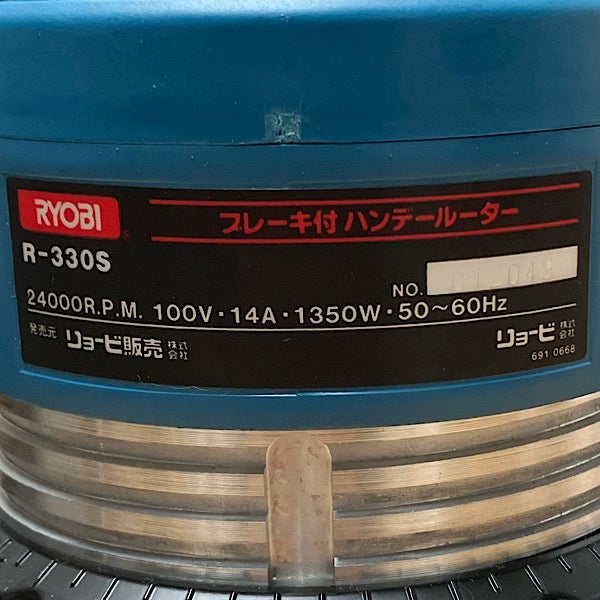 RYOBI
ブレーキ付 ハンデールーター
R-330S
NO. 012049
24000R.P.M. 100V・14A・1350W・50～60Hz
発売元 リョービ販売 株式会社
リョービ 株式会社
691 0668